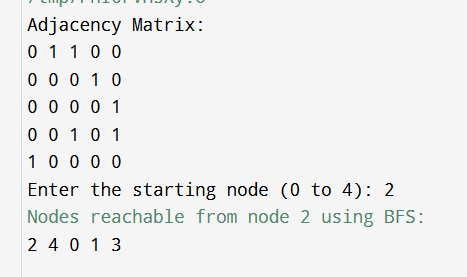 Adjacency Matrix:
0 1 1 0 0
0 0 0 1 0
0 0 0 0 1
0 0 1 0 1
1 0 0 0 0
Enter the starting node (0 to 4): 2
Nodes reachable from node 2 using BFS:
2 4 0 1 3